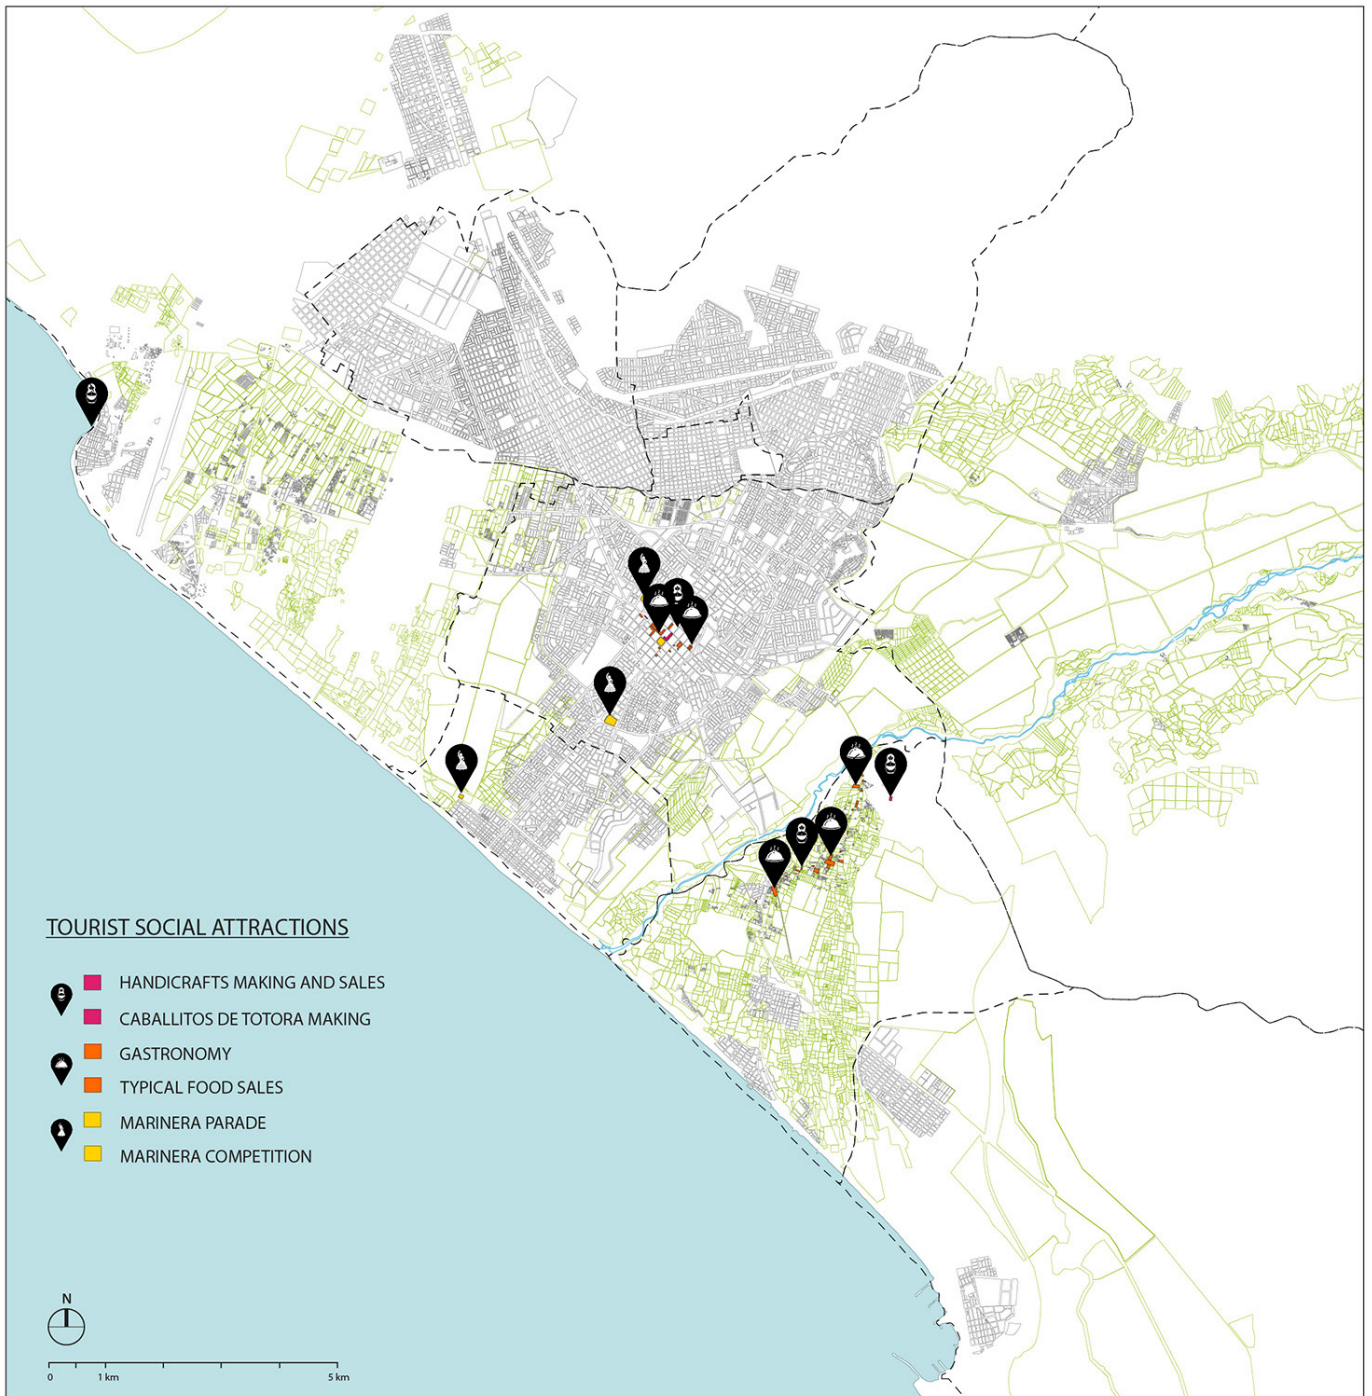 TOURIST SOCIAL ATTRACTIONS
HANDICRAFTS MAKING AND SALES
CABALLITOS DE TOTORA MAKING
GASTRONOMY
TYPICAL FOOD SALES
MARINERA PARADE
MARINERA COMPETITION
N
0 1 km 5 km